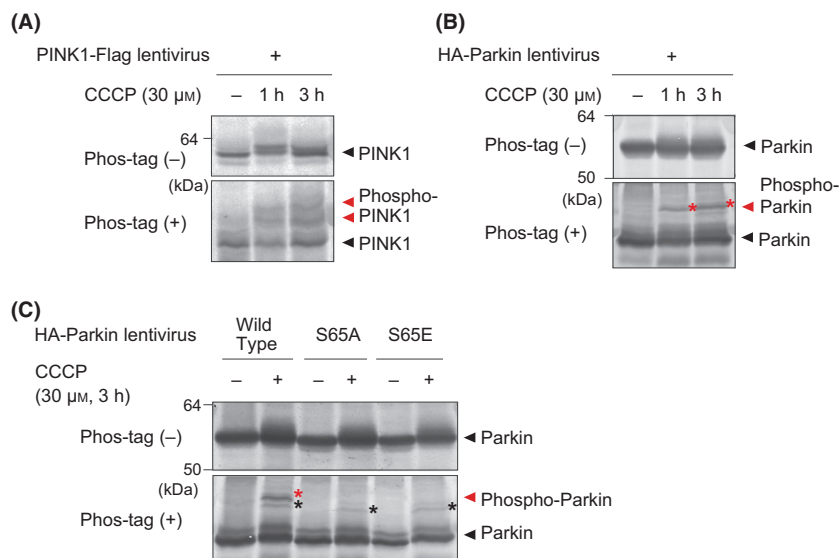 (A)
PINK1-Flag lentivirus +
CCCP (30 μM) – 1 h 3 h
64
Phos-tag (–) PINK1
(kDa)
Phospho-
PINK1
Phos-tag (+)
PINK1
(B)
HA-Parkin lentivirus +
CCCP (30 μM) – 1 h 3 h
64
Phos-tag (–) Parkin
50
(kDa) Phospho-
* * Parkin
Phos-tag (+) Parkin
(C)
HA-Parkin lentivirus Wild Type S65A S65E
CCCP – + – + – +
(30 μM, 3 h)
64
Phos-tag (–) Parkin
50
(kDa)
* Phospho-Parkin
* * *
Phos-tag (+)
Parkin